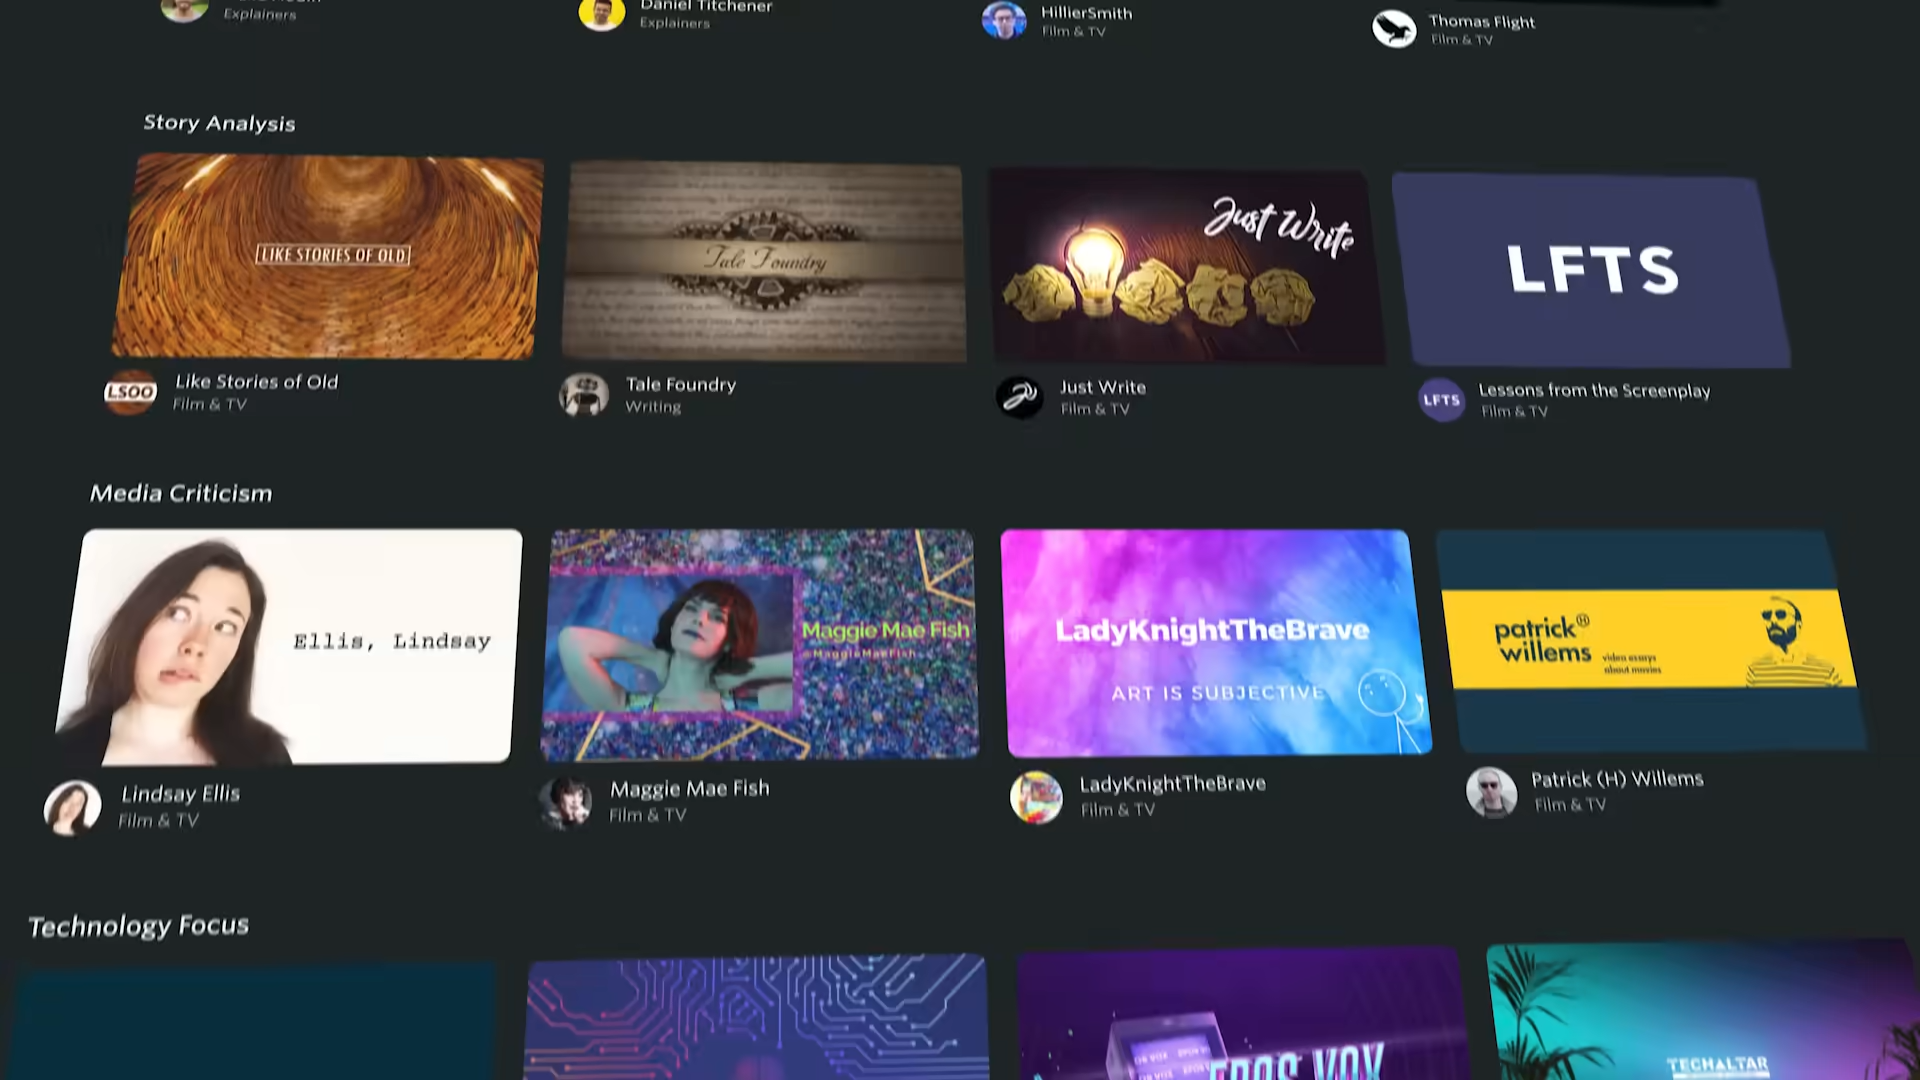 Explainers
Daniel Titchener
Explainers
HillierSmith
Film & TV
Thomas Flight
Film & TV
Story Analysis
LIKE STORIES OF OLD
Tale Foundry
Just Write
LFTS
LSOO
Like Stories of Old
Film & TV
Tale Foundry
Writing
Just Write
Film & TV
LFTS
Lessons from the Screenplay
Film & TV
Media Criticism
Ellis, Lindsay
Maggie Mae Fish
@MaggieMaeFish
LadyKnightTheBrave
ART IS SUBJECTIVE
patrick (H)
willems
video essays
about movies
Lindsay Ellis
Film & TV
Maggie Mae Fish
Film & TV
LadyKnightTheBrave
Film & TV
Patrick (H) Willems
Film & TV
Technology Focus
EPOS VOX
TECHALTAR